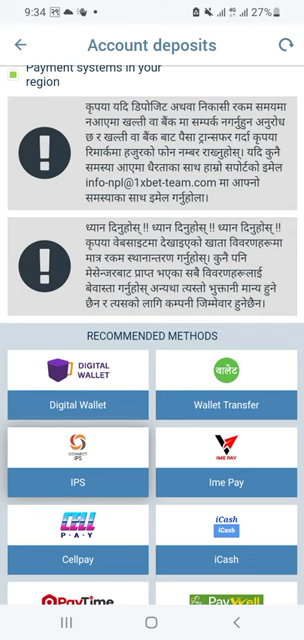 9:34
27%
Account deposits
Payment systems in your
region
कृपया यदि डिपोजिट अथवा निकासी रकम समयमा
नआएमा खल्ती वा बैंक मा सम्पर्क नगर्नुहुन अनुरोध
छ र खल्ती वा बैंक बाट पैसा ट्रान्सफर गर्दा कृपया
रिमार्कमा हजुरको फोन नम्बर राख्नुहोस्। यदि कुनै
समस्या आएमा धैरताका साथ हाम्रो सपोर्टको इमेल
info-npl@1xbet-team.com मा आफ्नो
समस्याका साथ इमेल गर्नुहोला।
ध्यान दिनुहोस् !! ध्यान दिनुहोस् !! ध्यान दिनुहोस् !!
कृपया वेबसाइटमा देखाइएको खाता विवरणहरूमा
मात्र रकम स्थानान्तरण गर्नुहोस्। कुनै पनि
मेसेन्जरबाट प्राप्त भएका सबै विवरणहरूलाई
बेवास्ता गर्नुहोस् अन्यथा त्यस्तो भुक्तानी मान्य हुने
छैन र त्यसको लागि कम्पनी जिम्मेवार हुनेछैन।
RECOMMENDED METHODS
DIGITAL
WALLET
वालेट
Digital Wallet
Wallet Transfer
CONNECT
IPS
IME PAY
IPS
Ime Pay
CELL
PAY
iCash
iCash
Cellpay
iCash
PayTime
PayWell